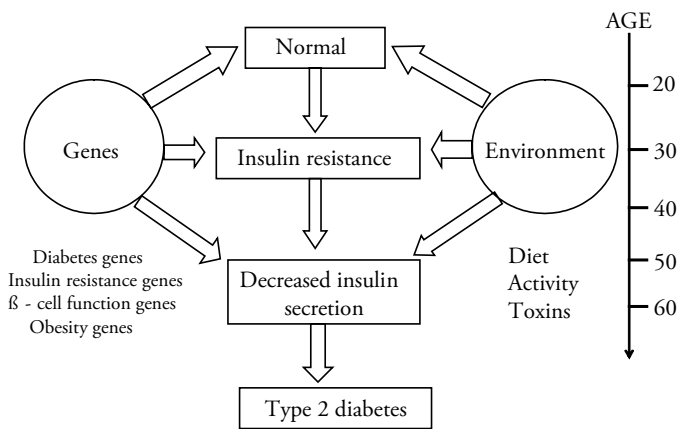 AGE
Normal
20
Genes
Insulin resistance
Environment
30
40
Diabetes genes
Insulin resistance genes
ß - cell function genes
Obesity genes
Decreased insulin
secretion
Diet
Activity
Toxins
50
60
Type 2 diabetes